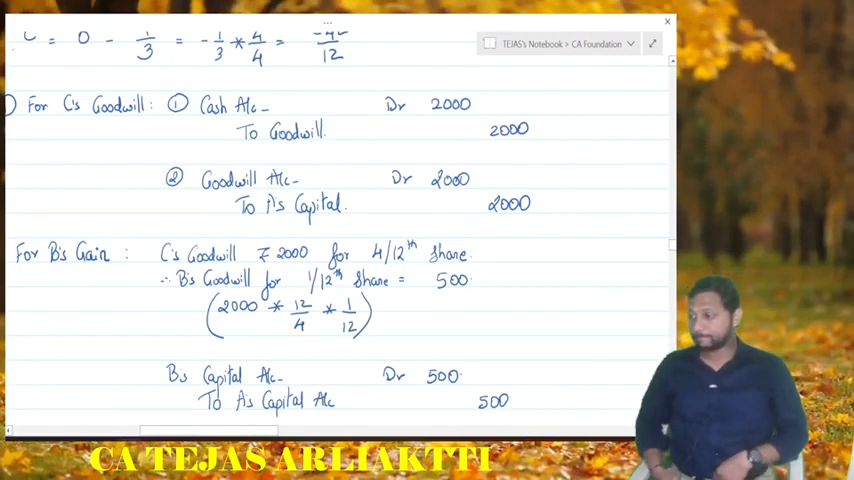 = 0 - 1/3 = -1/3 * 4/4 = -4/12
TEJAS's Notebook > CA Foundation
) For C's Goodwill : ① Cash A/c- Dr 2000
To Goodwill. 2000
② Goodwill A/c- Dr 2000
To A's Capital. 2000
For B's Gain : C's Goodwill ₹ 2000 for 4/12th Share.
∴ B's Goodwill for 1/12th Share = 500.
(2000 * 12/4 * 1/12)
B's Capital A/c- Dr 500.
To A's Capital A/c 500
CA TEJAS ARLIAKTTI